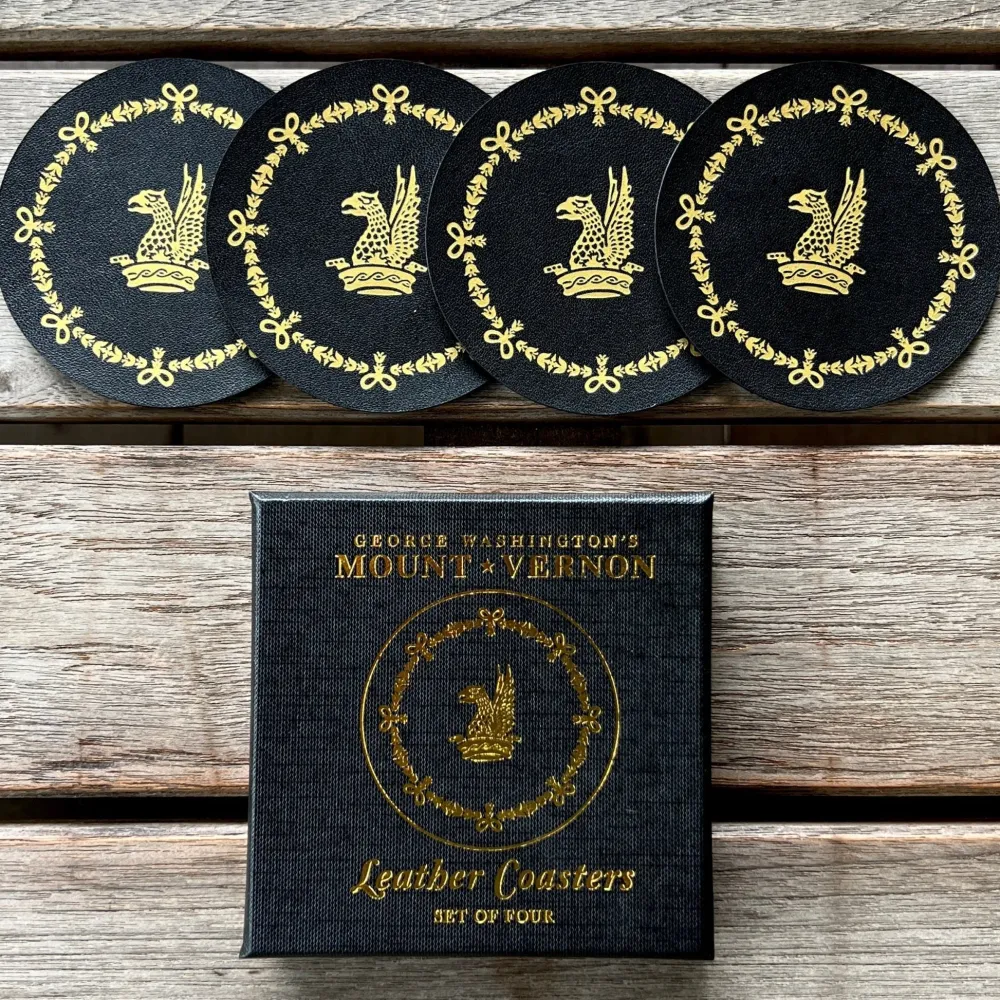 GEORGE WASHINGTON'S
MOUNT ★ VERNON
Leather Coasters
SET OF FOUR